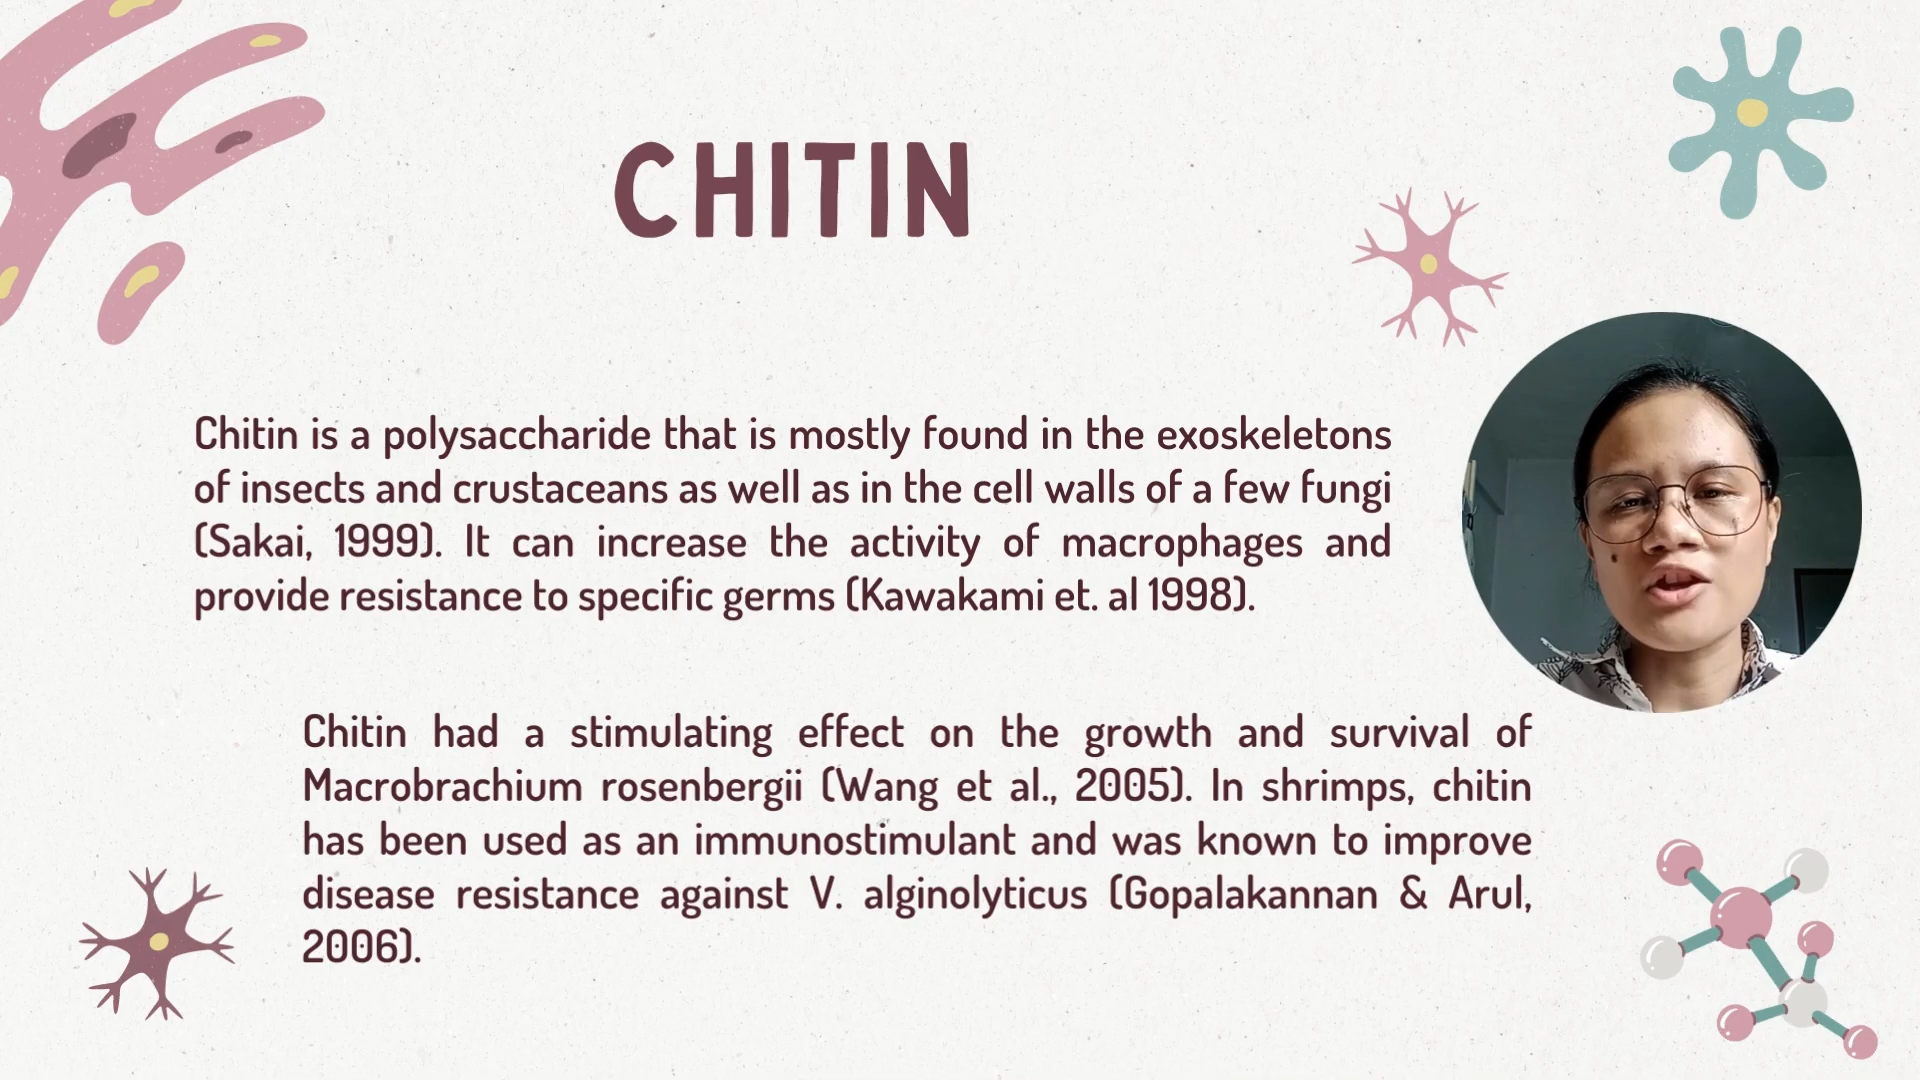 CHITIN
Chitin is a polysaccharide that is mostly found in the exoskeletons
of insects and crustaceans as well as in the cell walls of a few fungi
(Sakai, 1999). It can increase the activity of macrophages and
provide resistance to specific germs (Kawakami et. al 1998).
Chitin had a stimulating effect on the growth and survival of
Macrobrachium rosenbergii (Wang et al., 2005). In shrimps, chitin
has been used as an immunostimulant and was known to improve
disease resistance against V. alginolyticus (Gopalakannan & Arul,
2006).